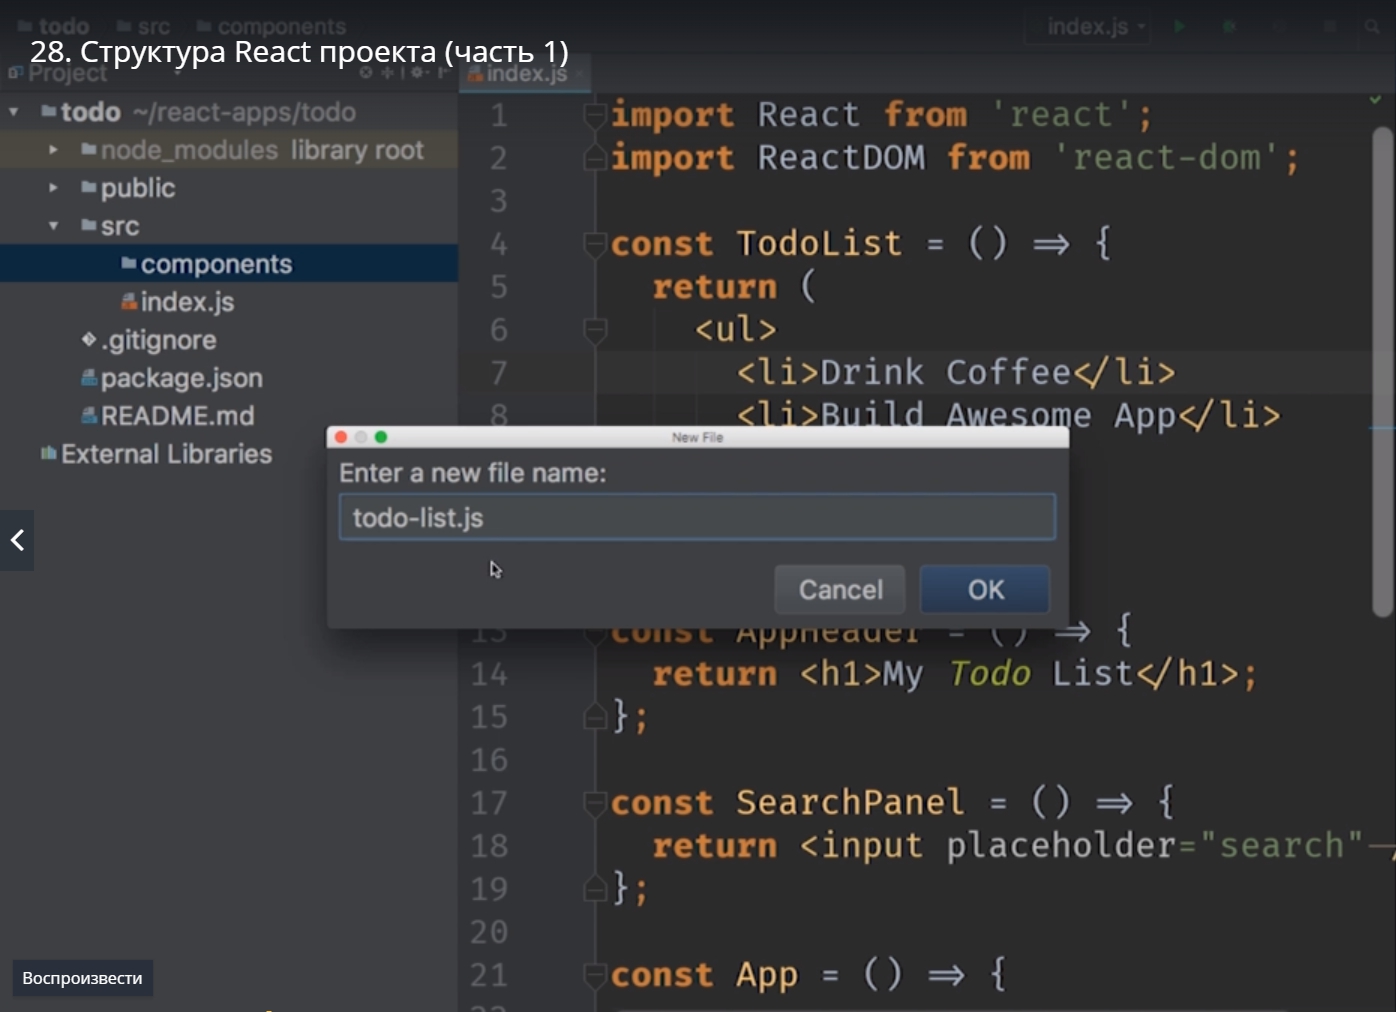 todo src components
index.js
28. Структура React проекта (часть 1)
Project
index.js
todo ~/react-apps/todo
node_modules library root
public
src
components
index.js
.gitignore
package.json
README.md
External Libraries
1 import React from 'react';
2 import ReactDOM from 'react-dom';
3
4 const TodoList = () => {
5 return (
6 <ul>
7 <li>Drink Coffee</li>
8 <li>Build Awesome App</li>
New File
Enter a new file name:
todo-list.js
Cancel OK
13 const AppHeader = () => {
14 return <h1>My Todo List</h1>;
15 };
16
17 const SearchPanel = () => {
18 return <input placeholder="search"
19 };
20
21 const App = () => {
Воспроизвести